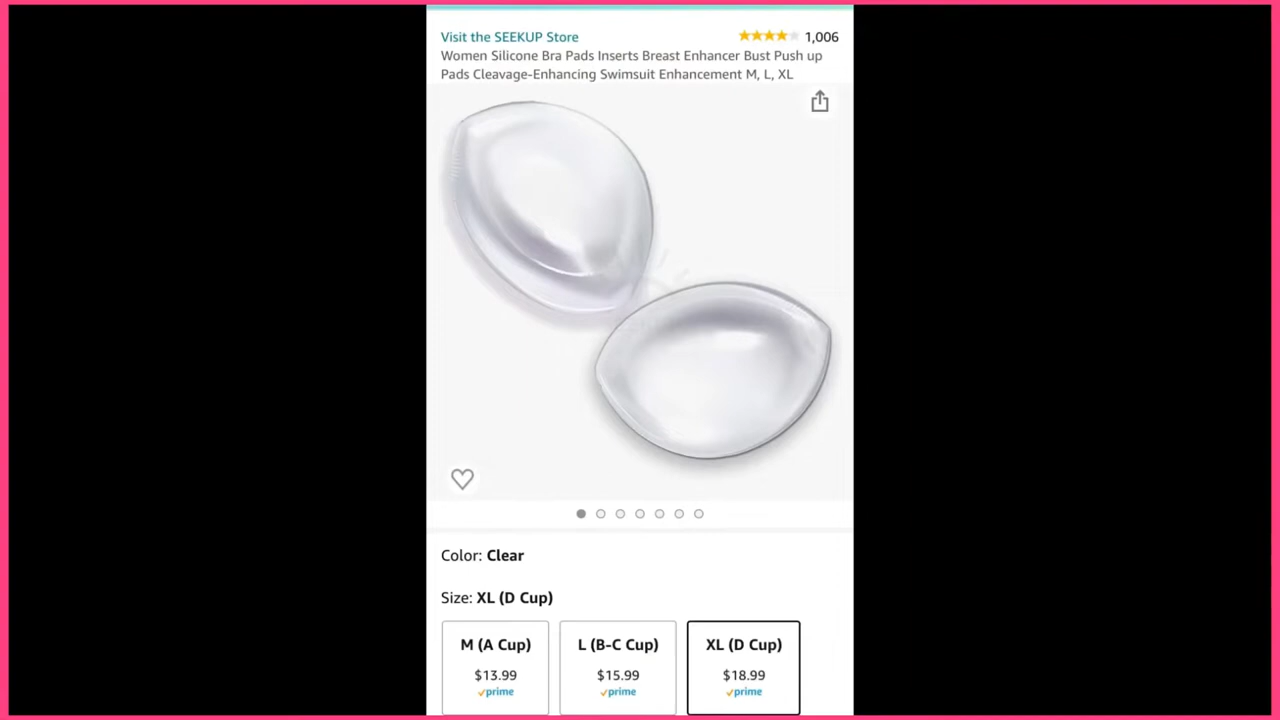 Visit the SEEKUP Store
1,006
Women Silicone Bra Pads Inserts Breast Enhancer Bust Push up
Pads Cleavage-Enhancing Swimsuit Enhancement M, L, XL
Color: Clear
Size: XL (D Cup)
M (A Cup)
L (B-C Cup)
XL (D Cup)
$13.99
$15.99
$18.99
prime
prime
prime